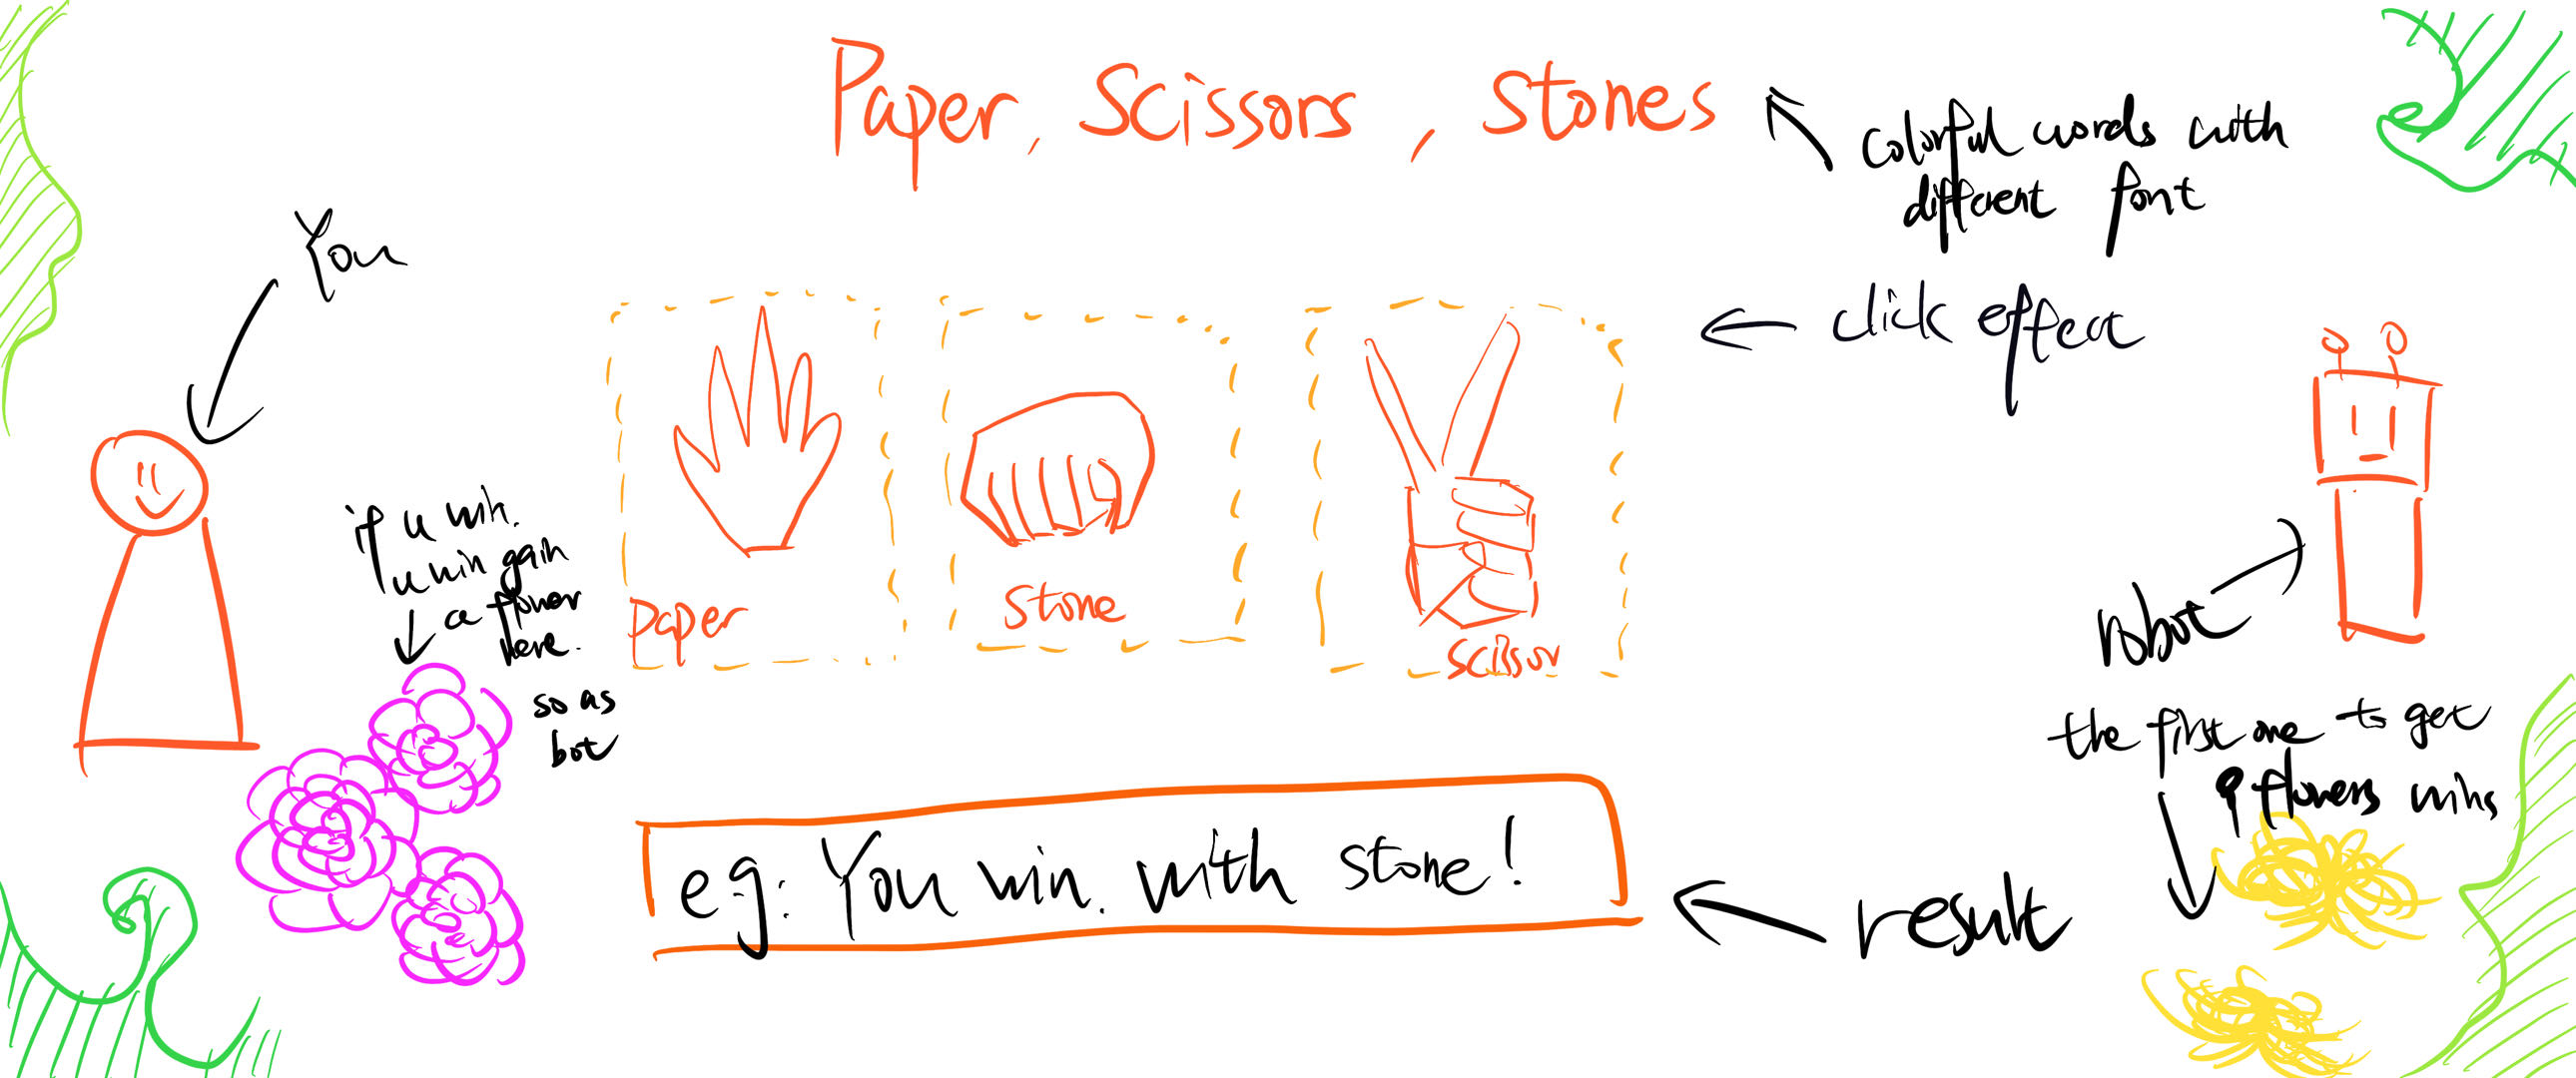 Paper, Scissors, Stones
colorful words with
different font
You
click effect
if u win.
u win gain
a flower
here.
so as
bot
Paper
Stone
Scissor
robot
the first one to get
9 flowers wins
eg: You win. with stone!
result